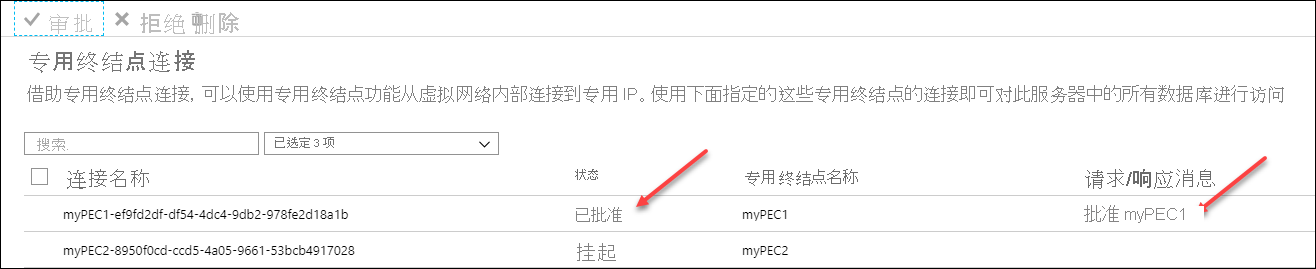 审批 拒绝 删除
专用终结点连接
借助专用终结点连接, 可以使用专用终结点功能从虚拟网络内部连接到专用 IP。使用下面指定的这些专用终结点的连接即可对此服务器中的所有数据库进行访问
搜索. 已选定 3 项
连接名称 状态 专用终结点名称 请求/响应消息
myPEC1-ef9fd2df-df54-4dc4-9db2-978fe2d18a1b 已批准 myPEC1 批准 myPEC1
myPEC2-8950f0cd-ccd5-4a05-9661-53bcb4917028 挂起 myPEC2